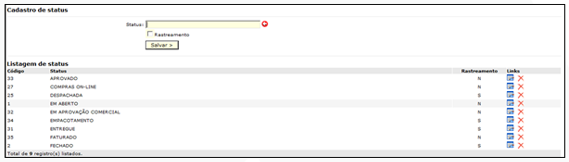 Cadastro de status
Status:
Rastreamento
Salvar >
Listagem de status
Código Status Rastreamento Links
33 APROVADO N
27 COMPRAS ON-LINE N
25 DESPACHADA S
1 EM ABERTO N
32 EM APROVAÇÃO COMERCIAL N
34 EMPACOTAMENTO S
31 ENTREGUE S
35 FATURADO N
2 FECHADO S
Total de 9 registro(s) listados.